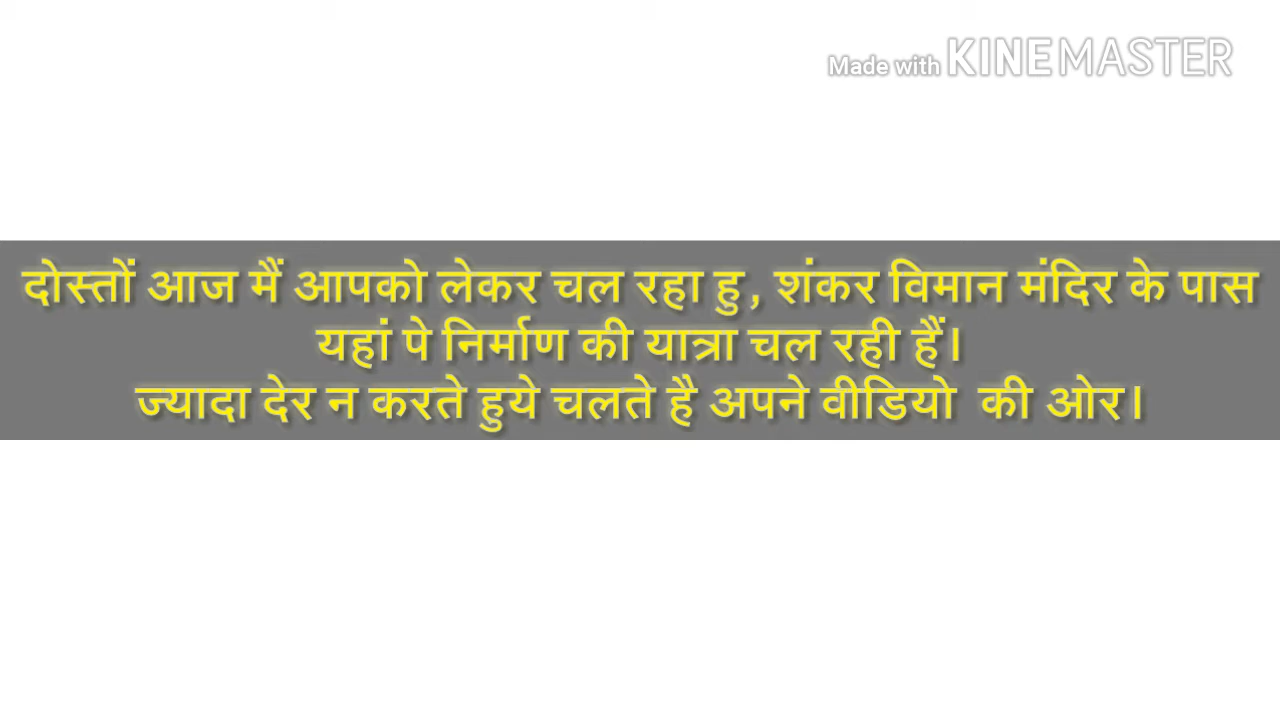 Made with KINEMASTER
दोस्तों आज मैं आपको लेकर चल रहा हु, शंकर विमान मंदिर के पास
यहां पे निर्माण की यात्रा चल रही हैं।
ज्यादा देर न करते हुये चलते है अपने वीडियो की ओर।